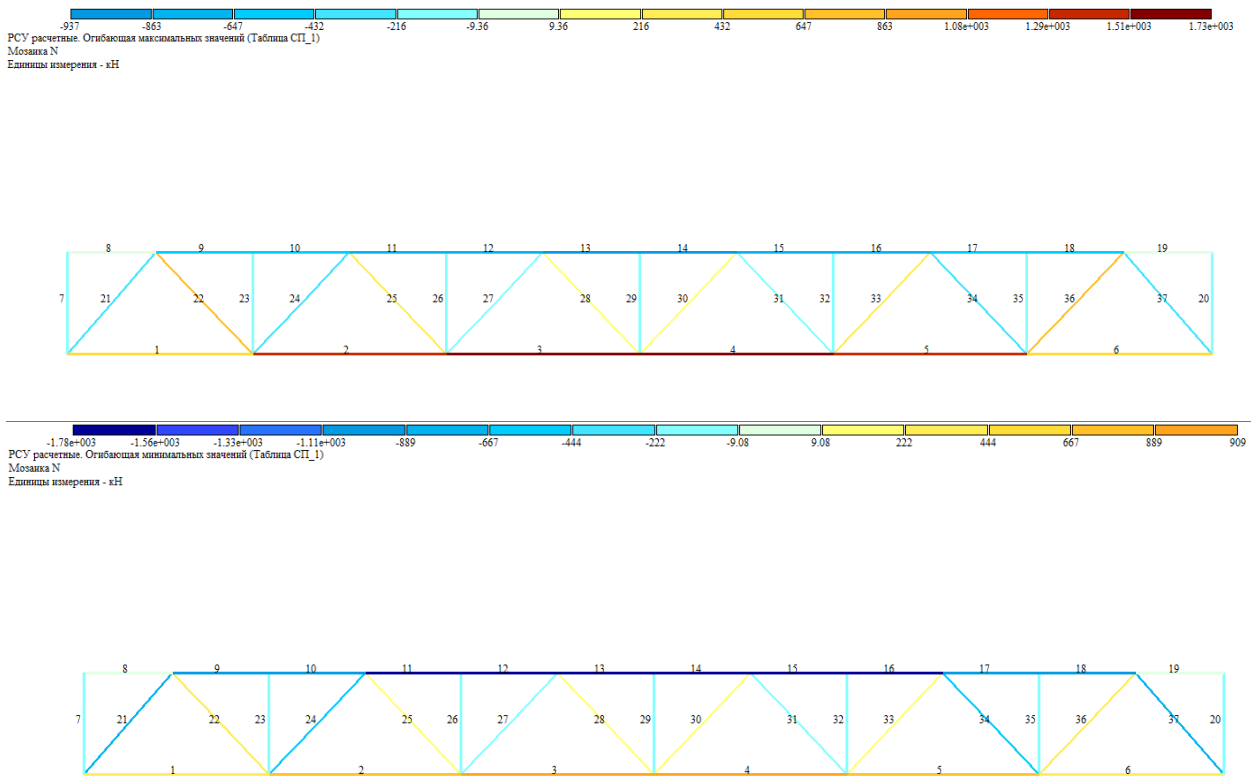 -937 -863 -647 -432 -216 -9.36 9.36 216 432 647 863 1.08e+003 1.29e+003 1.51e+003 1.73e+003
РСУ расчетные. Огибающая максимальных значений (Таблица СП_1)
Мозаика N
Единицы измерения - кН
8 9 10 11 12 13 14 15 16 17 18 19
7 21 22 23 24 25 26 27 28 29 30 31 32 33 34 35 36 37 20
1 2 3 4 5 6
-1.78e+003 -1.56e+003 -1.33e+003 -1.11e+003 -889 -667 -444 -222 -9.08 9.08 222 444 667 889 909
РСУ расчетные. Огибающая минимальных значений (Таблица СП_1)
Мозаика N
Единицы измерения - кН
8 9 10 11 12 13 14 15 16 17 18 19
7 21 22 23 24 25 26 27 28 29 30 31 32 33 34 35 36 37 20
1 2 3 4 5 6